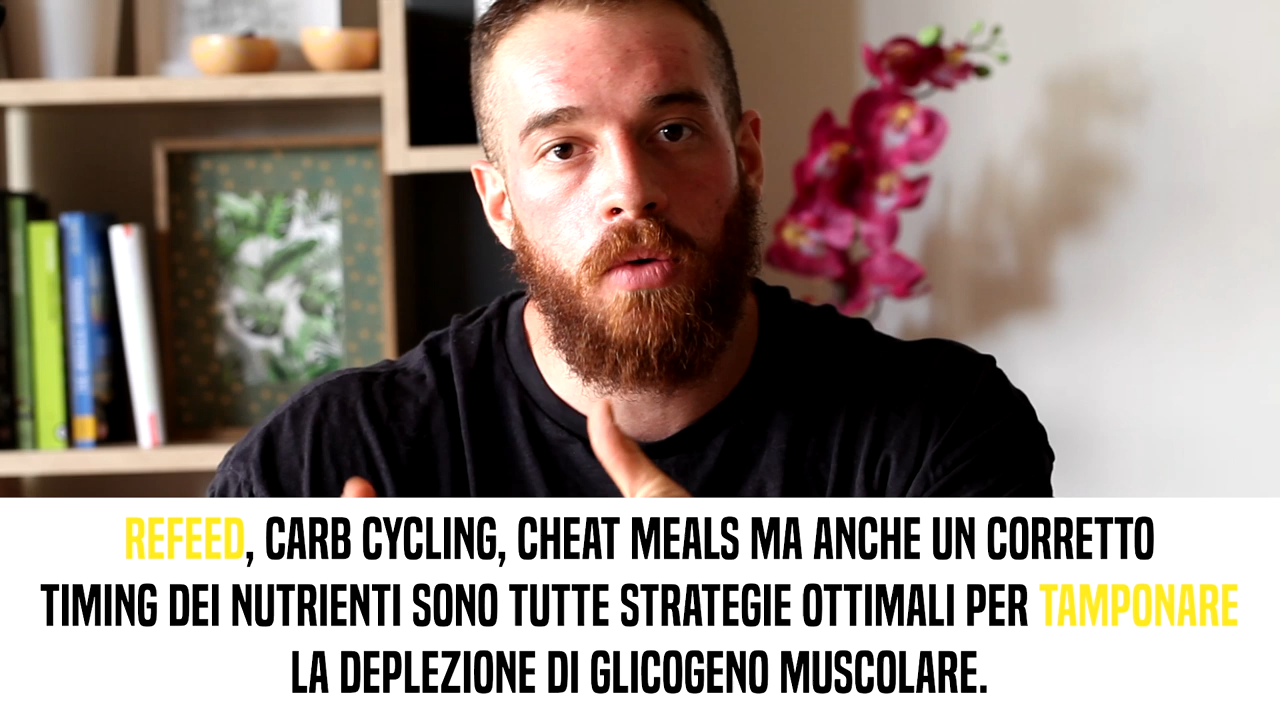 REFEED, CARB CYCLING, CHEAT MEALS MA ANCHE UN CORRETTO
TIMING DEI NUTRIENTI SONO TUTTE STRATEGIE OTTIMALI PER TAMPONARE
LA DEPLEZIONE DI GLICOGENO MUSCOLARE.